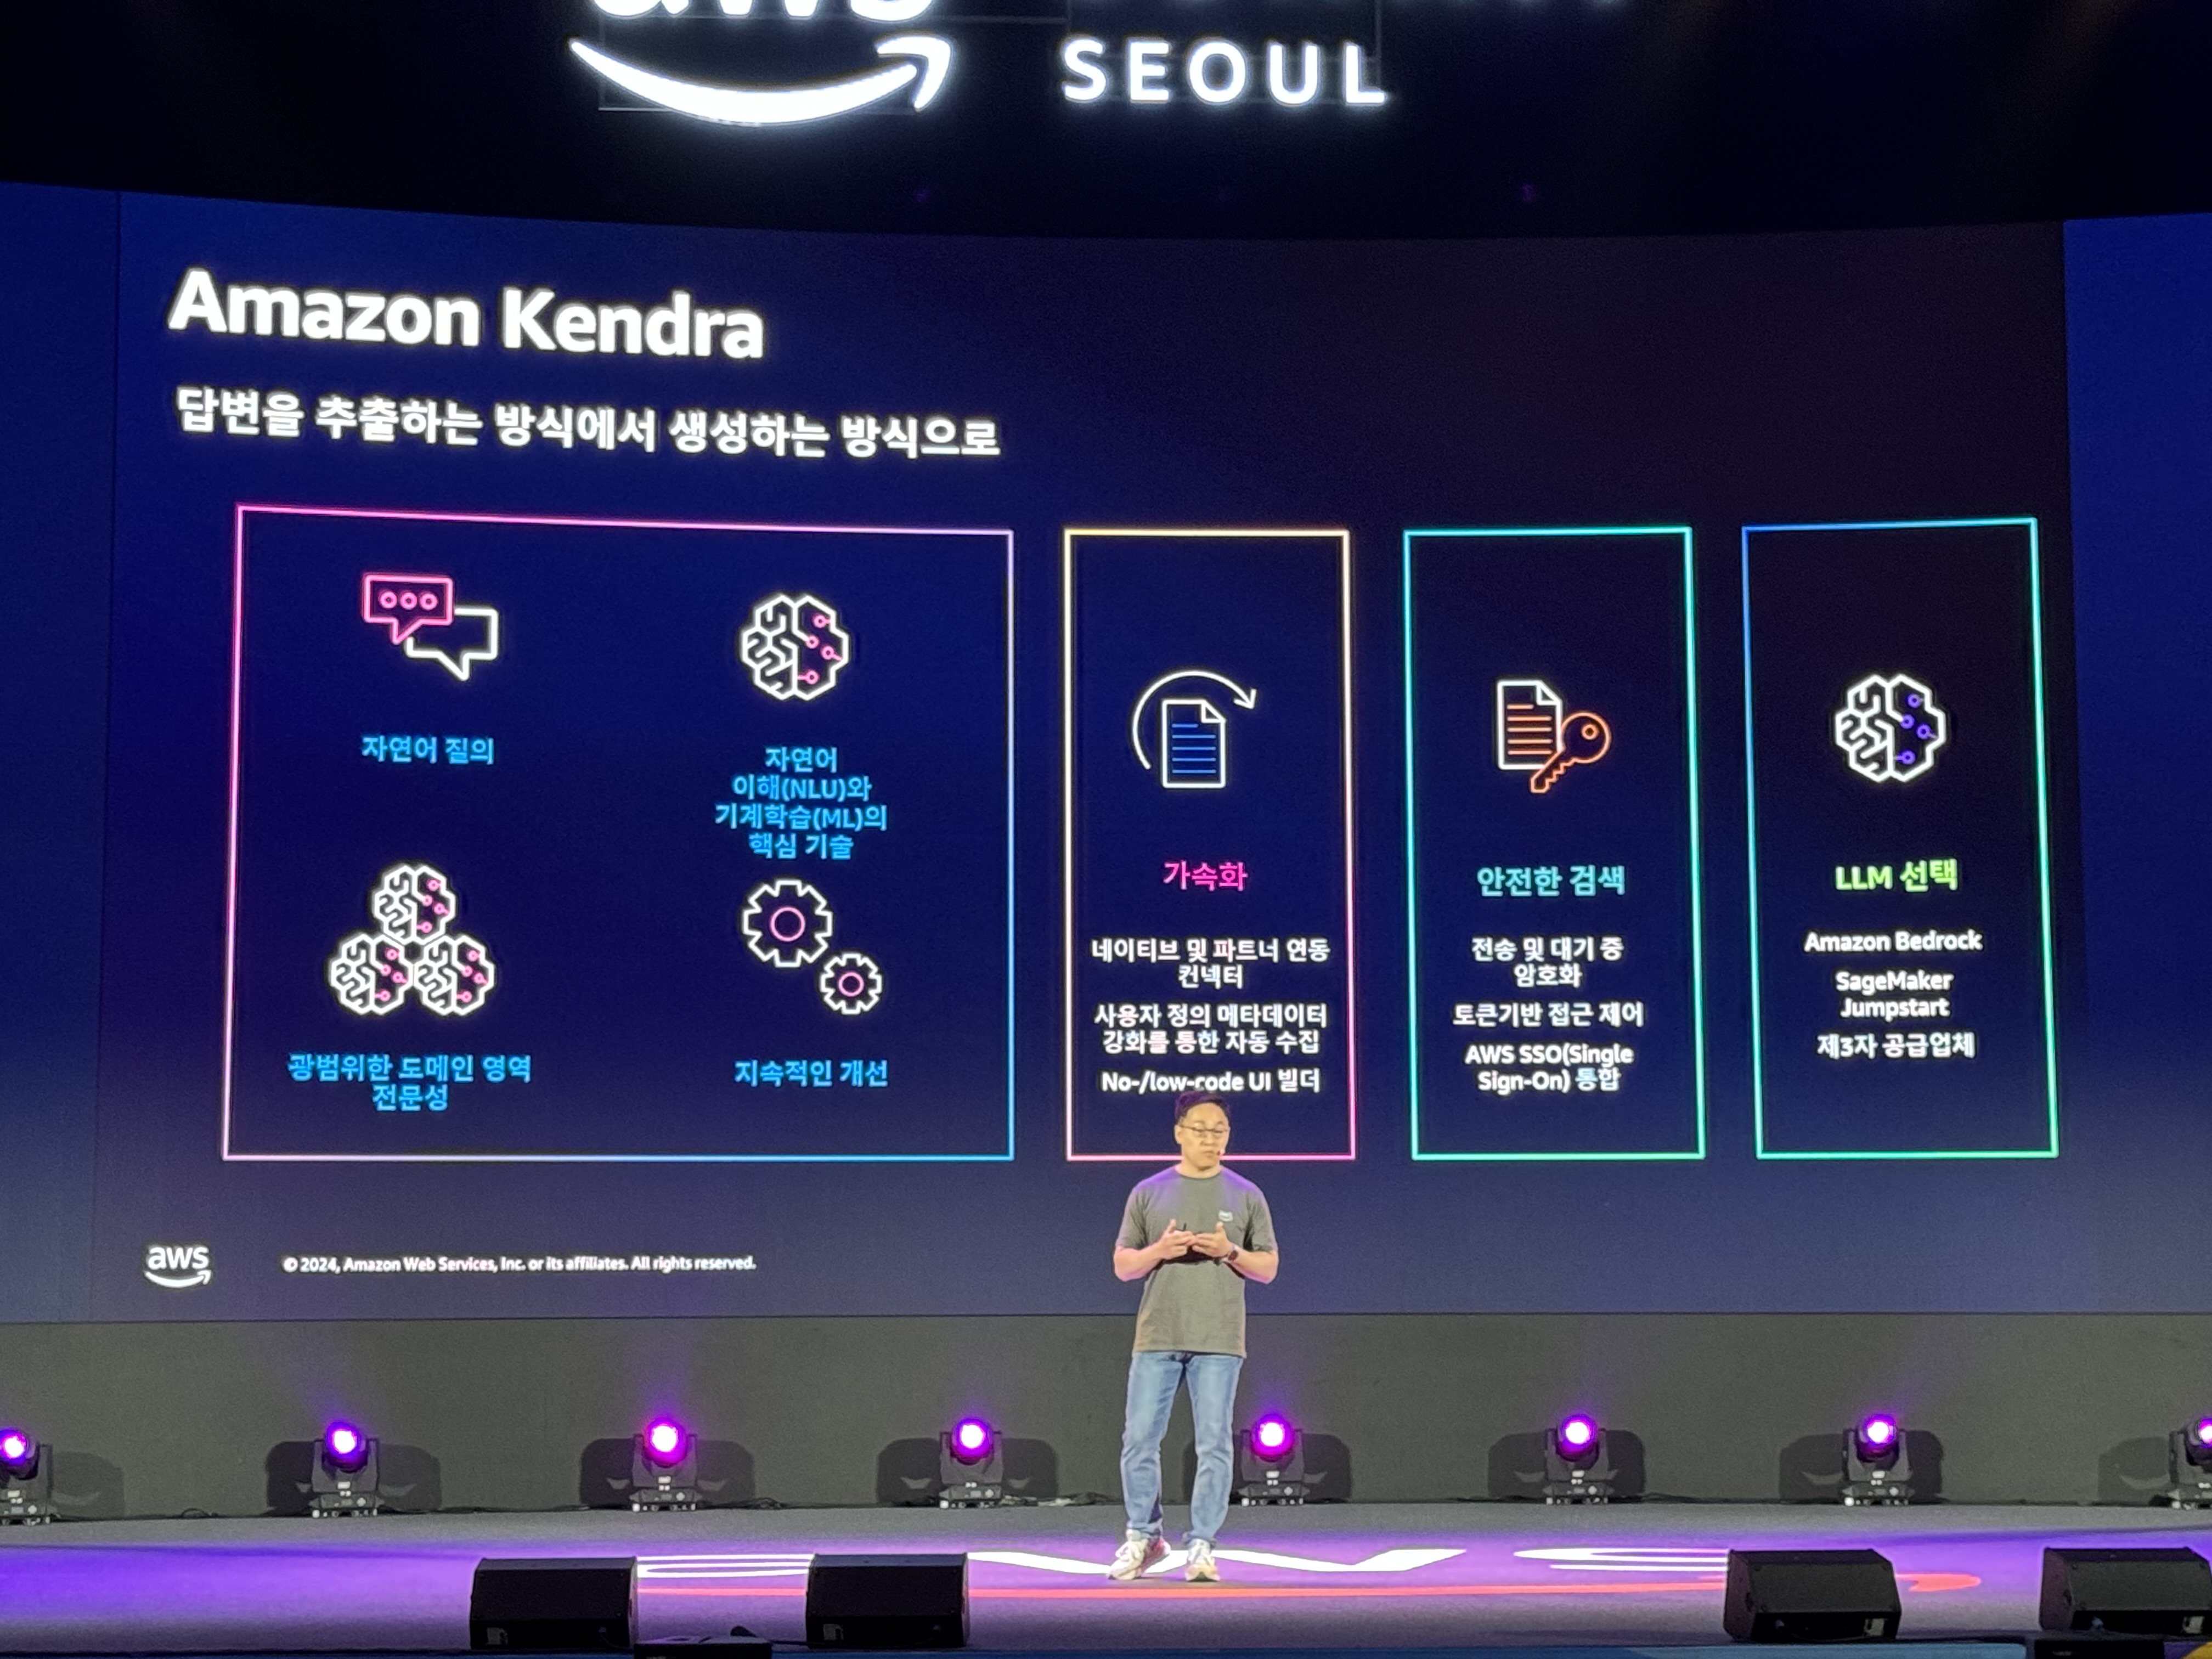 aws
SEOUL
Amazon Kendra
답변을 추출하는 방식에서 생성하는 방식으로
자연어 질의
자연어
이해(NLU)와
기계학습(ML)의
핵심 기술
광범위한 도메인 영역
전문성
지속적인 개선
가속화
네이티브 및 파트너 연동
컨넥터
사용자 정의 메타데이터
강화를 통한 자동 수집
No-/low-code UI 빌더
안전한 검색
전송 및 대기 중
암호화
토큰기반 접근 제어
AWS SSO(Single
Sign-On) 통합
LLM 선택
Amazon Bedrock
SageMaker
Jumpstart
제3자 공급업체
aws
© 2024, Amazon Web Services, Inc. or its affiliates. All rights reserved.
aws